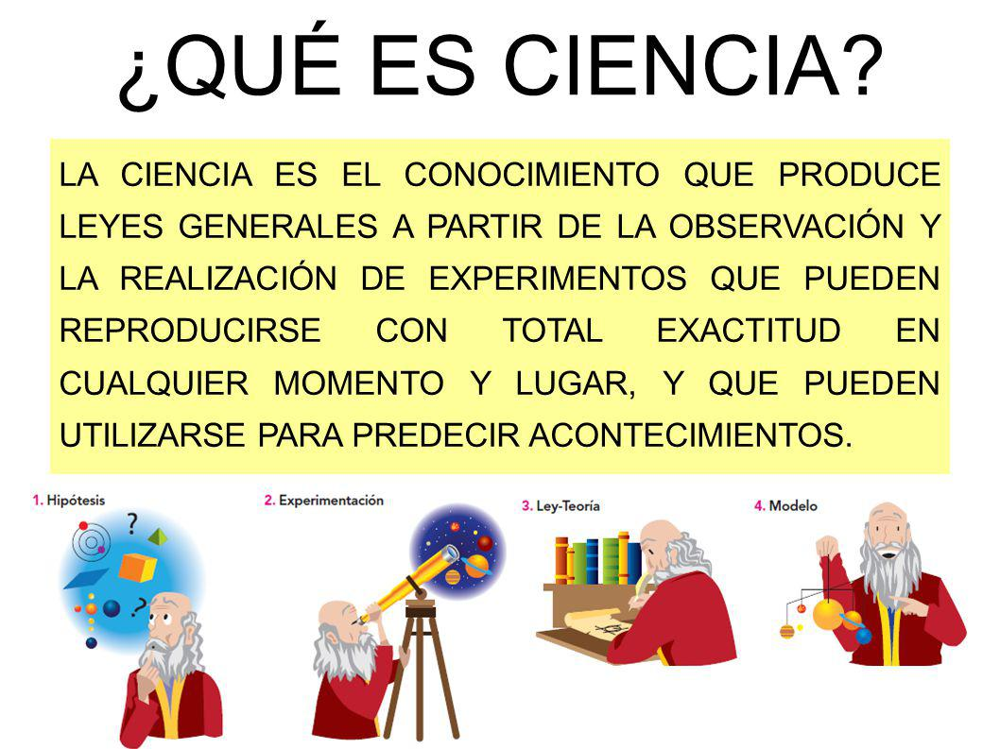 ¿QUÉ ES CIENCIA?
LA CIENCIA ES EL CONOCIMIENTO QUE PRODUCE
LEYES GENERALES A PARTIR DE LA OBSERVACIÓN Y
LA REALIZACIÓN DE EXPERIMENTOS QUE PUEDEN
REPRODUCIRSE CON TOTAL EXACTITUD EN
CUALQUIER MOMENTO Y LUGAR, Y QUE PUEDEN
UTILIZARSE PARA PREDECIR ACONTECIMIENTOS.
1. Hipótesis
?
?
2. Experimentación
3. Ley-Teoría
4. Modelo